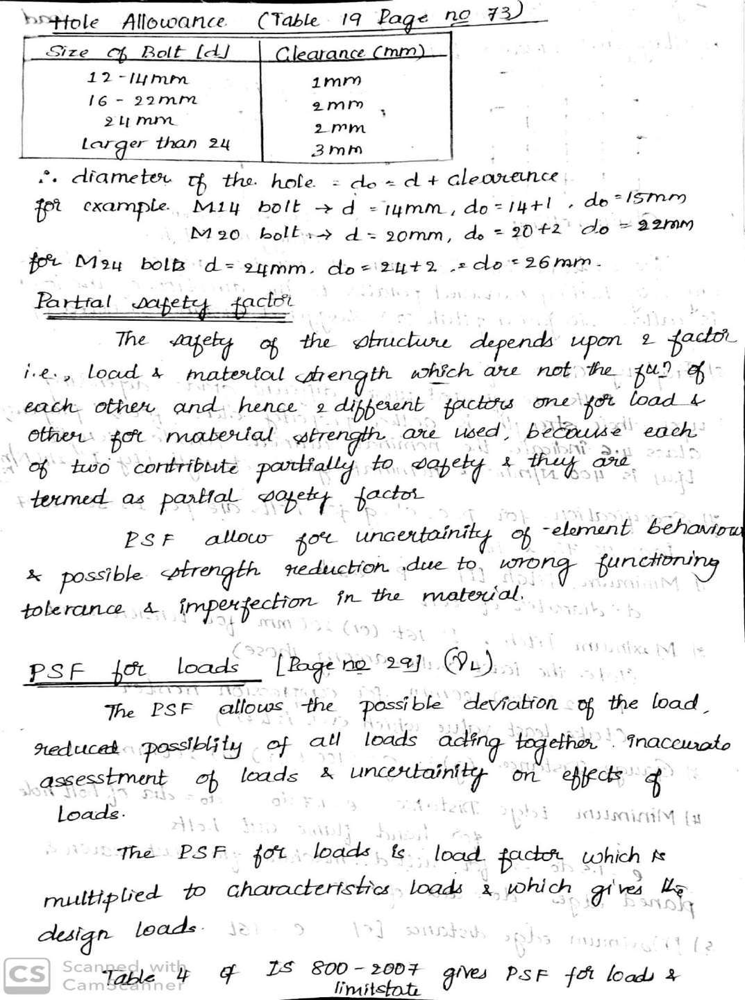 Hole Allowance (Table 19 Page no 73)
Size of Bolt [d] Clearance (mm)
12-14mm 1mm
16 - 22mm 2mm
24 mm 2mm
Larger than 24 3mm
∴ diameter of the hole = do = d + clearance
for example M14 bolt → d = 14mm, do = 14+1, do = 15mm
M20 bolt → d = 20mm, do = 20+2 do = 22mm
for M24 bolts d = 24mm. do = 24+2 , do = 26mm.
Partial safety factor
The safety of the structure depends upon 2 factor
i.e., load & material strength which are not the fun of
each other and hence 2 different factors one for load &
other for material strength are used, because each
of two contribute partially to safety & they are
termed as partial safety factor
PSF allow for uncertainity of element behaviour
& possible strength reduction due to wrong functioning
tolerance & imperfection in the material.
PSF for loads [Page no 29] (γL)
The PSF allows the possible deviation of the load,
reduced possiblity of all loads acting together. inaccurate
assesstment of loads & uncertainity on effects of
Loads.
The PSF for loads is load factor which is
multiplied to characteristics loads & which gives the
design loads.
Table 4 of IS 800-2007 gives PSF for loads &
limitstate
CS Scanned with
CamScanner